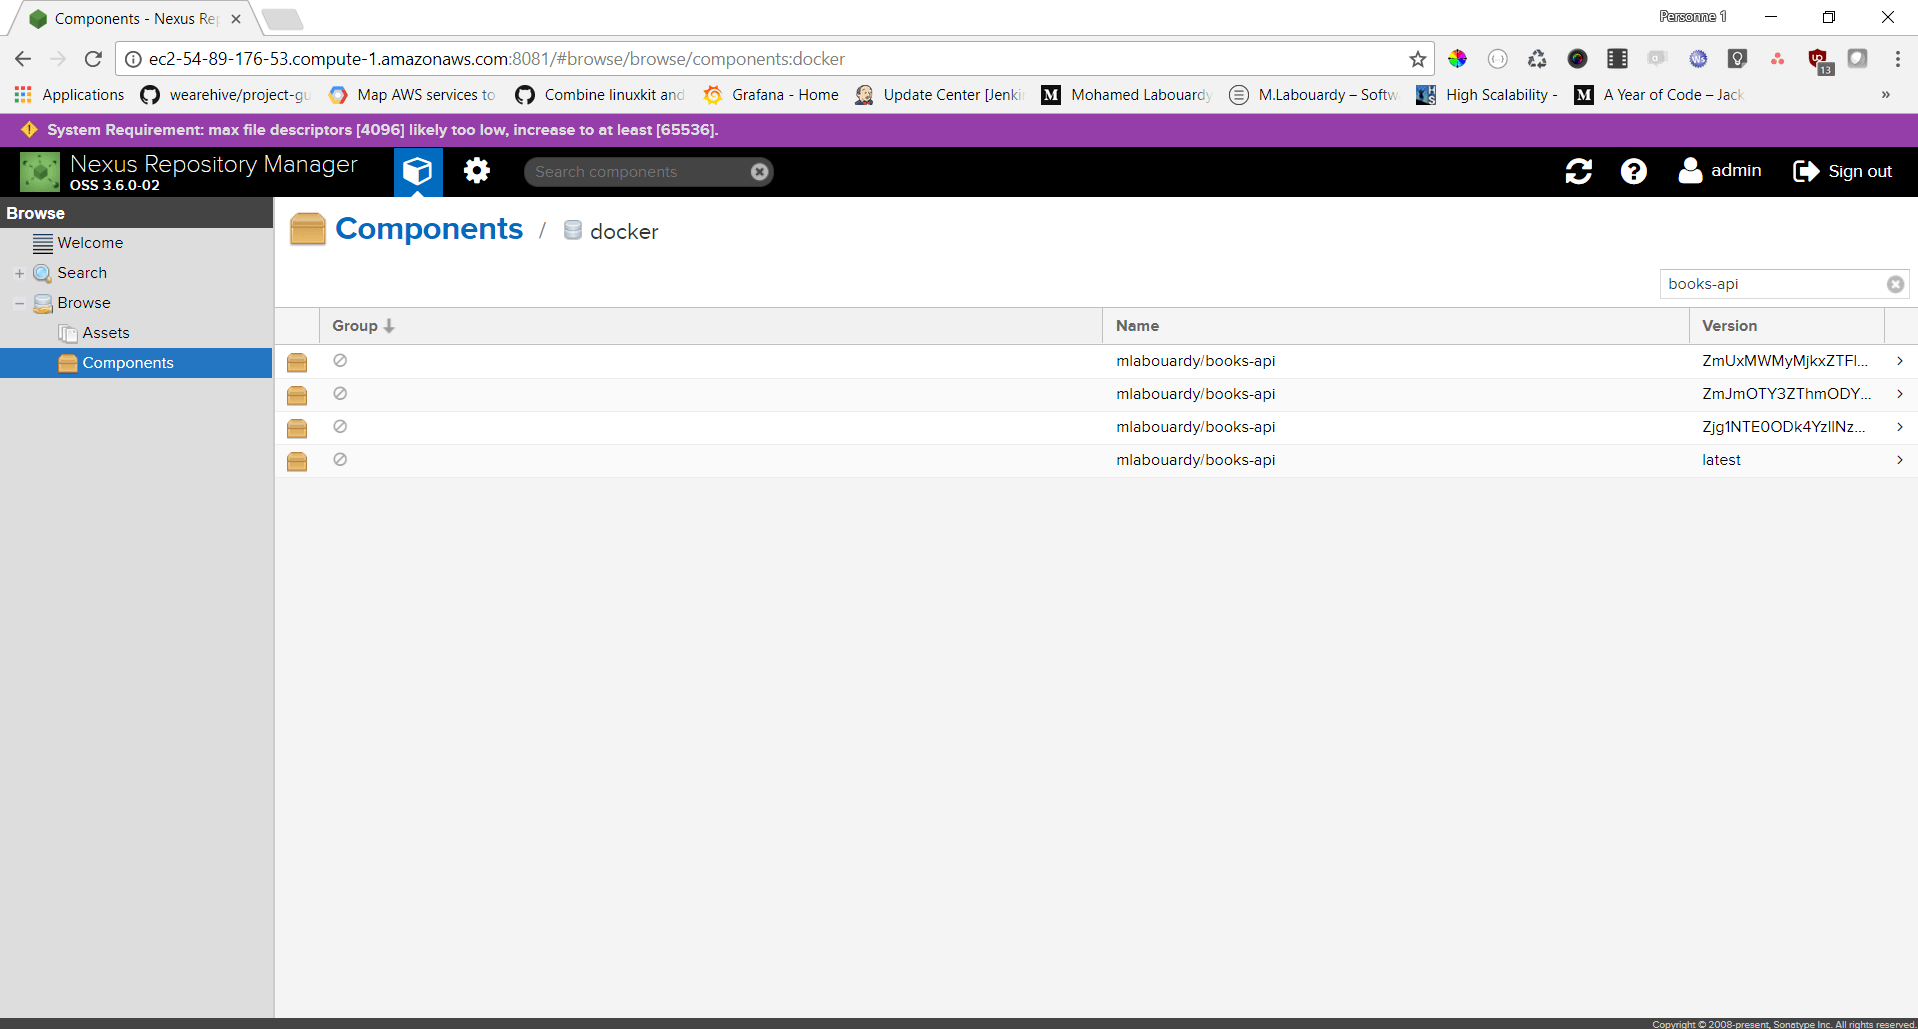 Components - Nexus Rep
Personne 1
ec2-54-89-176-53.compute-1.amazonaws.com:8081/#browse/browse/components:docker
13
Applications wearehive/project-gu Map AWS services to Combine linuxkit and Grafana - Home Update Center [Jenki Mohamed Labouardy M.Labouardy – Softw High Scalability - A Year of Code – Jack »
System Requirement: max file descriptors [4096] likely too low, increase to at least [65536].
Nexus Repository Manager
OSS 3.6.0-02
Search components
admin
Sign out
Browse
Welcome
Search
Browse
Assets
Components
Components / docker
books-api
Group Name Version
mlabouardy/books-api ZmUxMWMyMjkxZTFl...
mlabouardy/books-api ZmJmOTY3ZThmODY...
mlabouardy/books-api Zjg1NTE0ODk4YzllNz...
mlabouardy/books-api latest
Copyright © 2008-present, Sonatype Inc. All rights reserved.